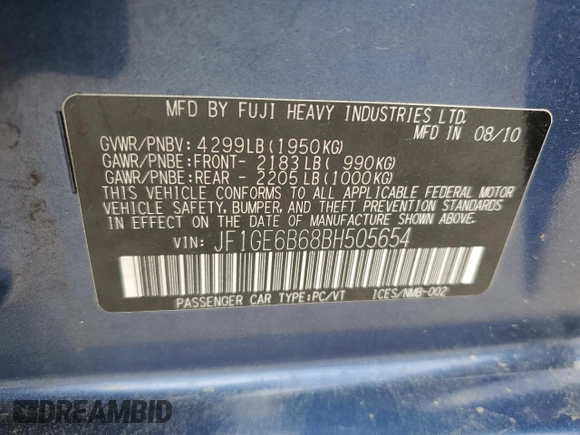 MFD BY FUJI HEAVY INDUSTRIES LTD.
MFD IN 08/10
GVWR/PNBV: 4299LB(1950KG)
GAWR/PNBE:FRONT- 2183LB( 990KG)
GAWR/PNBE:REAR - 2205LB(1000KG)
THIS VEHICLE CONFORMS TO ALL APPLICABLE FEDERAL MOTOR
VEHICLE SAFETY, BUMPER, AND THEFT PREVENTION STANDARDS
IN EFFECT ON THE DATE OF MANUFACTURE SHOWN ABOVE.
VIN: JF1GE6B68BH505654
PASSENGER CAR TYPE:PC/VT ICES/NMB-002
DREAMBID